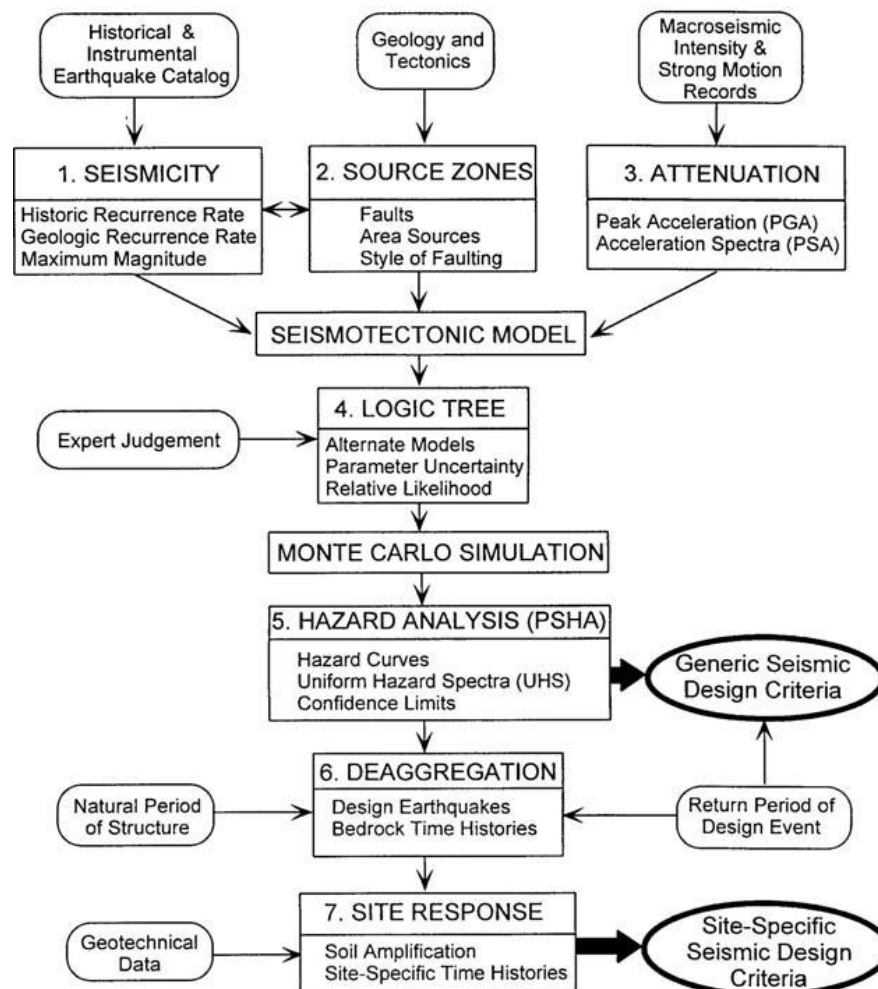 Historical & Instrumental
Earthquake Catalog
Geology and
Tectonics
Macroseismic
Intensity &
Strong Motion
Records
1. SEISMICITY
Historic Recurrence Rate
Geologic Recurrence Rate
Maximum Magnitude
2. SOURCE ZONES
Faults
Area Sources
Style of Faulting
3. ATTENUATION
Peak Acceleration (PGA)
Acceleration Spectra (PSA)
SEISMOTECTONIC MODEL
Expert Judgement
4. LOGIC TREE
Alternate Models
Parameter Uncertainty
Relative Likelihood
MONTE CARLO SIMULATION
5. HAZARD ANALYSIS (PSHA)
Hazard Curves
Uniform Hazard Spectra (UHS)
Confidence Limits
Generic Seismic
Design Criteria
Natural Period
of Structure
6. DEAGGREGATION
Design Earthquakes
Bedrock Time Histories
Return Period of
Design Event
Geotechnical
Data
7. SITE RESPONSE
Soil Amplification
Site-Specific Time Histories
Site-Specific
Seismic Design
Criteria